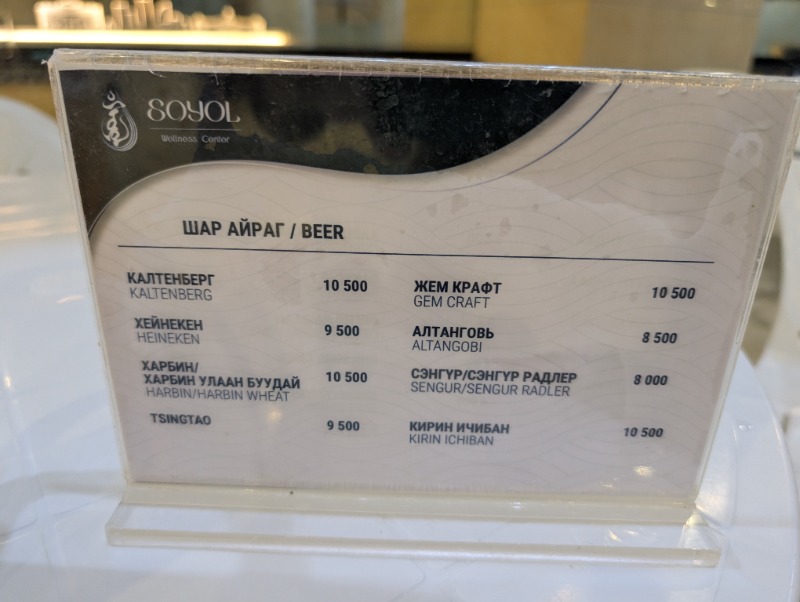 SOYOL
Wellness Center
ШАР АЙРАГ / BEER
КАЛТЕНБЕРГ 10 500
KALTENBERG
ХЕЙНЕКЕН 9 500
HEINEKEN
ХАРБИН/
ХАРБИН УЛААН БУУДАЙ 10 500
HARBIN/HARBIN WHEAT
TSINGTAO 9 500
ЖЕМ КРАФТ 10 500
GEM CRAFT
АЛТАНГОВЬ 8 500
ALTANGOBI
СЭНГҮР/СЭНГҮР РАДЛЕР 8 000
SENGUR/SENGUR RADLER
КИРИН ИЧИБАН 10 500
KIRIN ICHIBAN